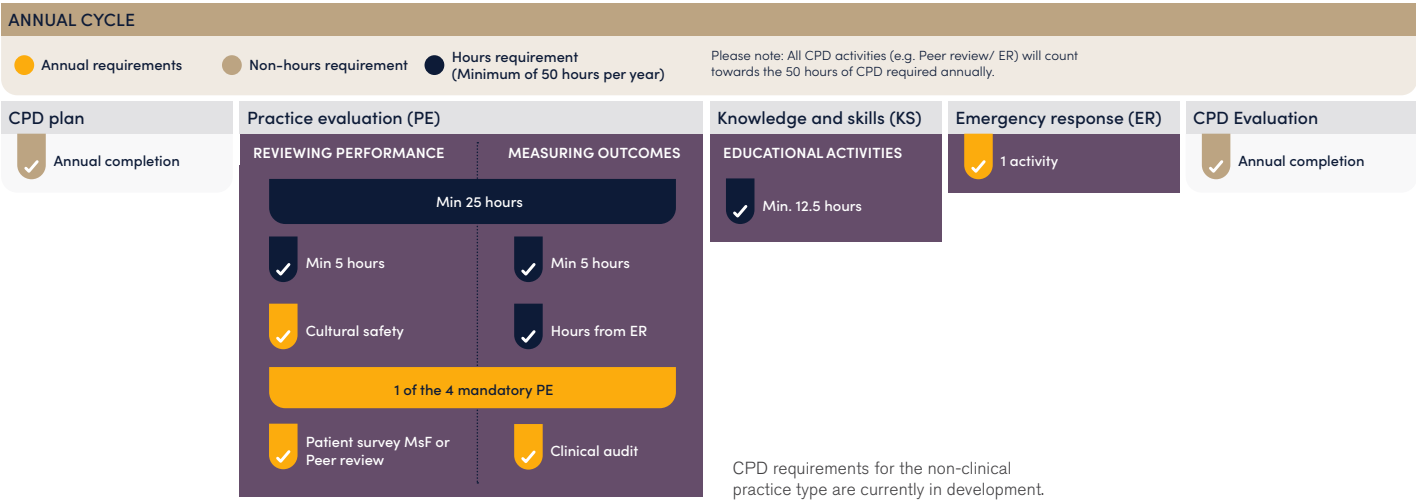 ANNUAL CYCLE
Annual requirements
Non-hours requirement
Hours requirement
(Minimum of 50 hours per year)
Please note: All CPD activities (e.g. Peer review/ ER) will count
towards the 50 hours of CPD required annually.
CPD plan
Annual completion
Practice evaluation (PE)
REVIEWING PERFORMANCE
MEASURING OUTCOMES
Min 25 hours
Min 5 hours
Min 5 hours
Cultural safety
Hours from ER
1 of the 4 mandatory PE
Patient survey MsF or
Peer review
Clinical audit
Knowledge and skills (KS)
EDUCATIONAL ACTIVITIES
Min. 12.5 hours
Emergency response (ER)
1 activity
CPD Evaluation
Annual completion
CPD requirements for the non-clinical
practice type are currently in development.